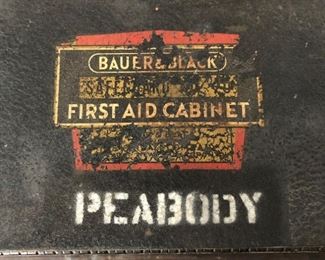 BAUER & BLACK
FIRST AID CABINET
PEABODY